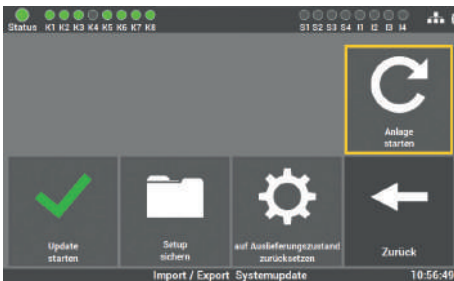 Status K1 K2 K3 K4 K5 K6 K7 K8 S1 S2 S3 S4 I1 I2 I3 I4
Anlage
starten
Update
starten
Setup
sichern
auf Auslieferungszustand
zurücksetzen
Zurück
Import / Export Systemupdate 10:56:49